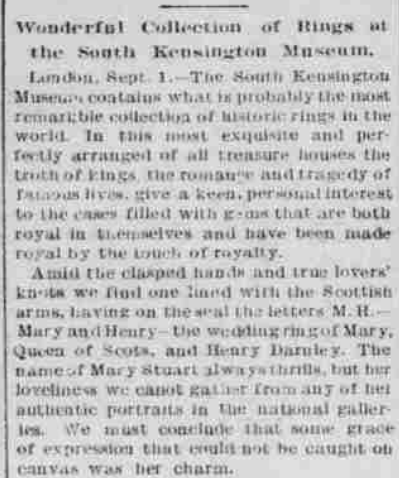 Wonderful Collection of Rings at
the South Kensington Museum.
London, Sept. 1.—The South Kensington
Museum contains what is probably the most
remarkable collection of historic rings in the
world. In this most exquisite and per-
fectly arranged of all treasure houses the
troth of kings, the romance and tragedy of
famous lives, give a keen, personal interest
to the cases filled with gems that are both
royal in themselves and have been made
royal by the touch of royalty.
Amid the clasped hands and true lovers'
knots we find one lined with the Scottish
arms, having on the seal the letters M. H.—
Mary and Henry—the wedding ring of Mary,
Queen of Scots, and Henry Darnley. The
name of Mary Stuart always thrills, but her
loveliness we canot gather from any of her
authentic portraits in the national galler-
ies. We must conclude that some grace
of expression that could not be caught on
canvas was her charm.